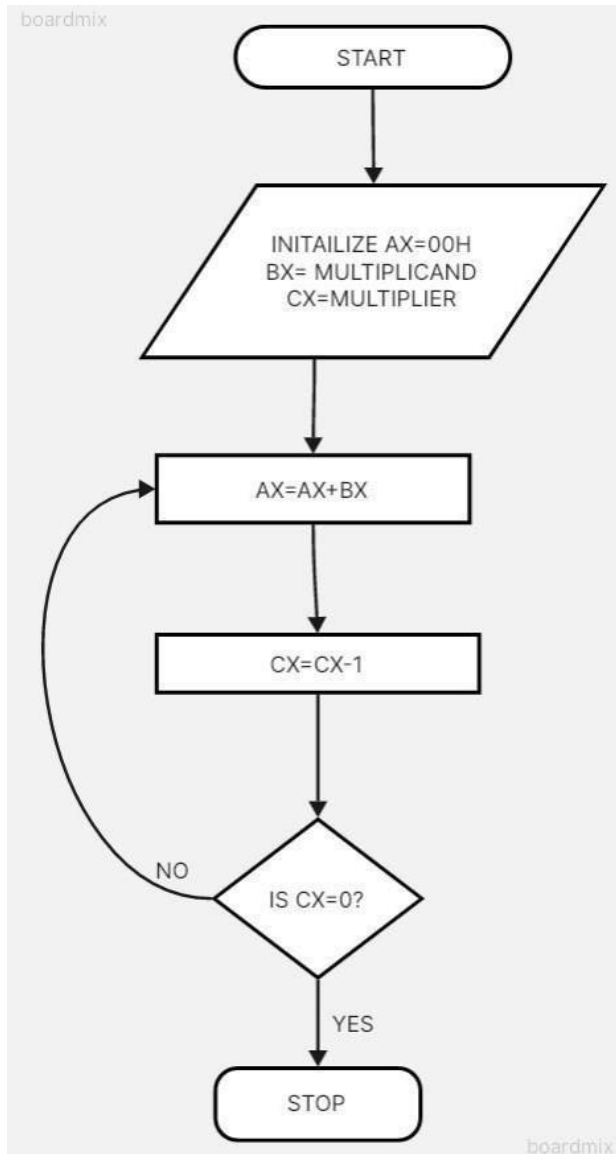 boardmix
START
INITAILIZE AX=00H
BX= MULTIPLICAND
CX=MULTIPLIER
AX=AX+BX
CX=CX-1
NO
IS CX=0?
YES
STOP
boardmix